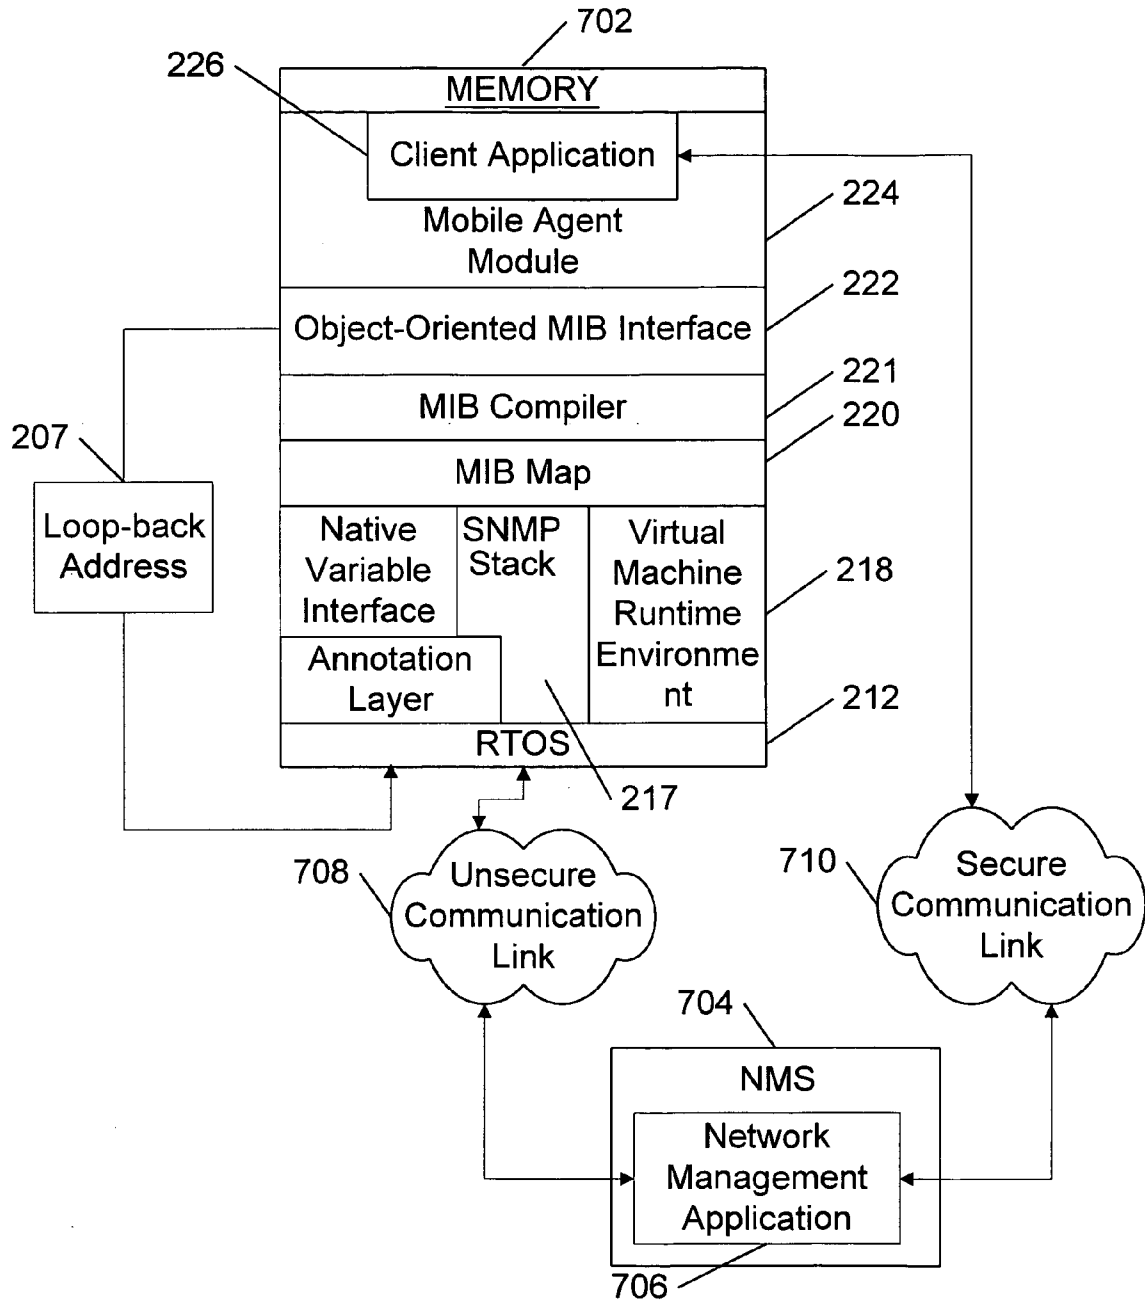 702
226
MEMORY
Client Application
224
Mobile Agent
Module
222
Object-Oriented MIB Interface
221
MIB Compiler
220
207
MIB Map
Loop-back
Address
Native
Variable
Interface
SNMP
Stack
Virtual
Machine
Runtime
Environme
nt
218
Annotation
Layer
212
RTOS
217
708
Unsecure
Communication
Link
710
Secure
Communication
Link
704
NMS
Network
Management
Application
706